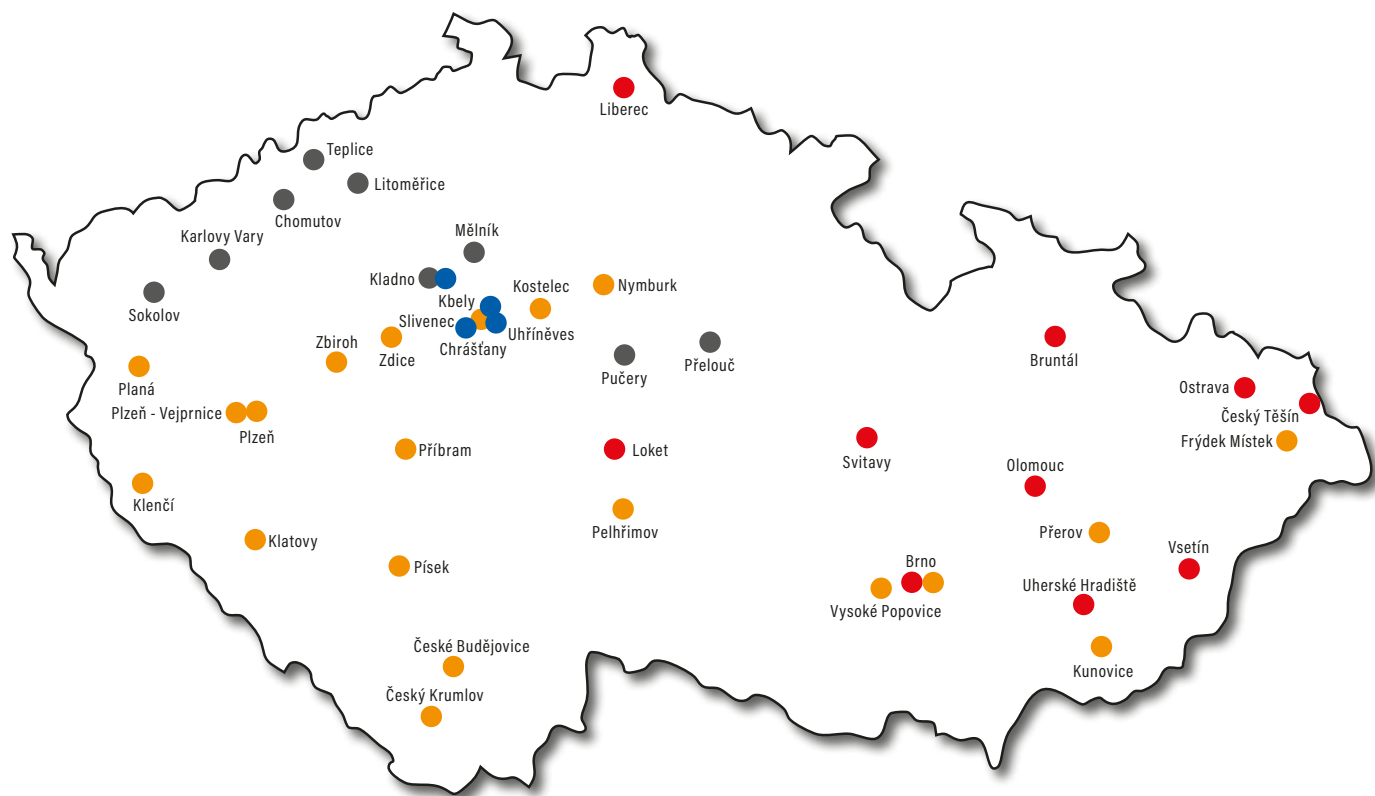 Liberec
Teplice
Litoměřice
Chomutov
Karlovy Vary
Mělník
Kladno
Sokolov
Kbely
Kostelec
Nymburk
Slivenec
Uhříněves
Chrášťany
Zbiroh
Zdice
Pučery
Přelouč
Bruntál
Planá
Plzeň - Vejprnice
Plzeň
Ostrava
Český Těšín
Frýdek Místek
Příbram
Loket
Svitavy
Olomouc
Klenčí
Klatovy
Pelhřimov
Přerov
Písek
Brno
Vsetín
Vysoké Popovice
Uherské Hradiště
České Budějovice
Kunovice
Český Krumlov